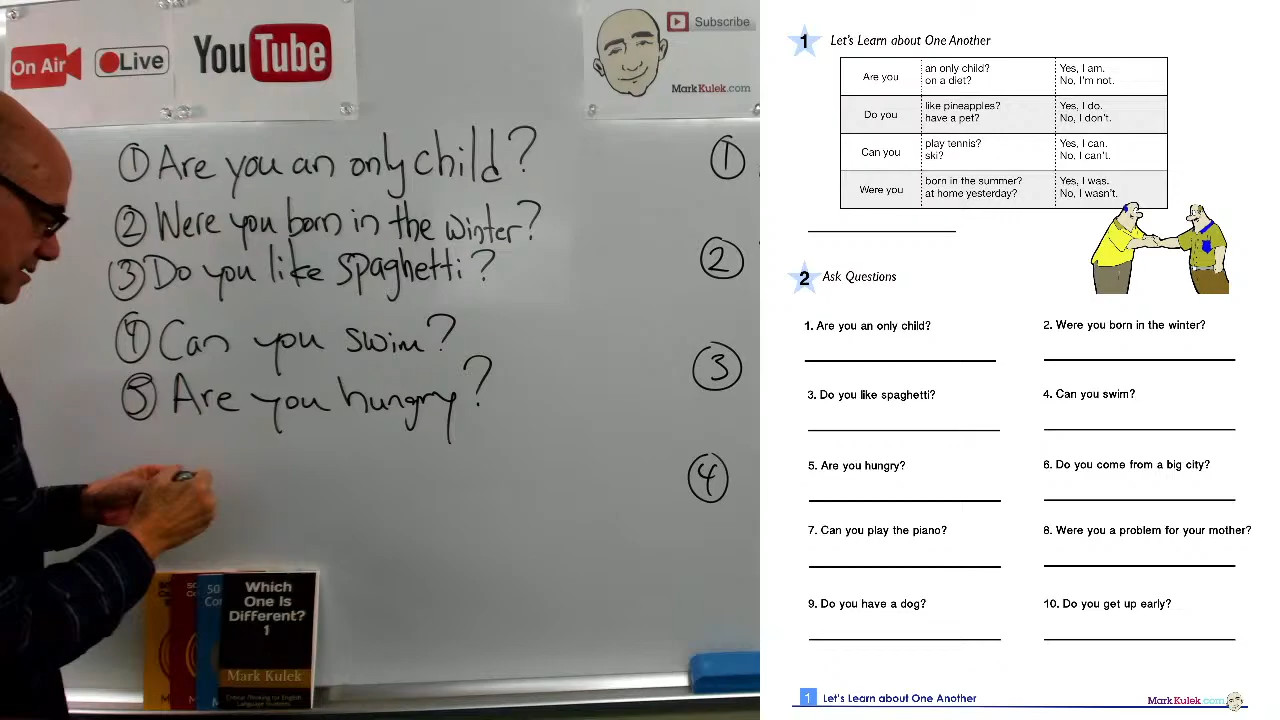 On Air
Live
YouTube
Subscribe
MarkKulek.com
① Are you an only child?
② Were you born in the winter?
③ Do you like spaghetti?
④ Can you swim?
⑤ Are you hungry?
①
②
③
④
Which
One Is
Different?
1
Mark Kulek
Critical Thinking for English
Language Students
50
1 Let's Learn about One Another
Are you an only child? Yes, I am.
on a diet? No, I'm not.
Do you like pineapples? Yes, I do.
have a pet? No, I don't.
Can you play tennis? Yes, I can.
ski? No, I can't.
Were you born in the summer? Yes, I was.
at home yesterday? No, I wasn't.
2 Ask Questions
1. Are you an only child? 2. Were you born in the winter?
3. Do you like spaghetti? 4. Can you swim?
5. Are you hungry? 6. Do you come from a big city?
7. Can you play the piano? 8. Were you a problem for your mother?
9. Do you have a dog? 10. Do you get up early?
1 Let's Learn about One Another MarkKulek.com